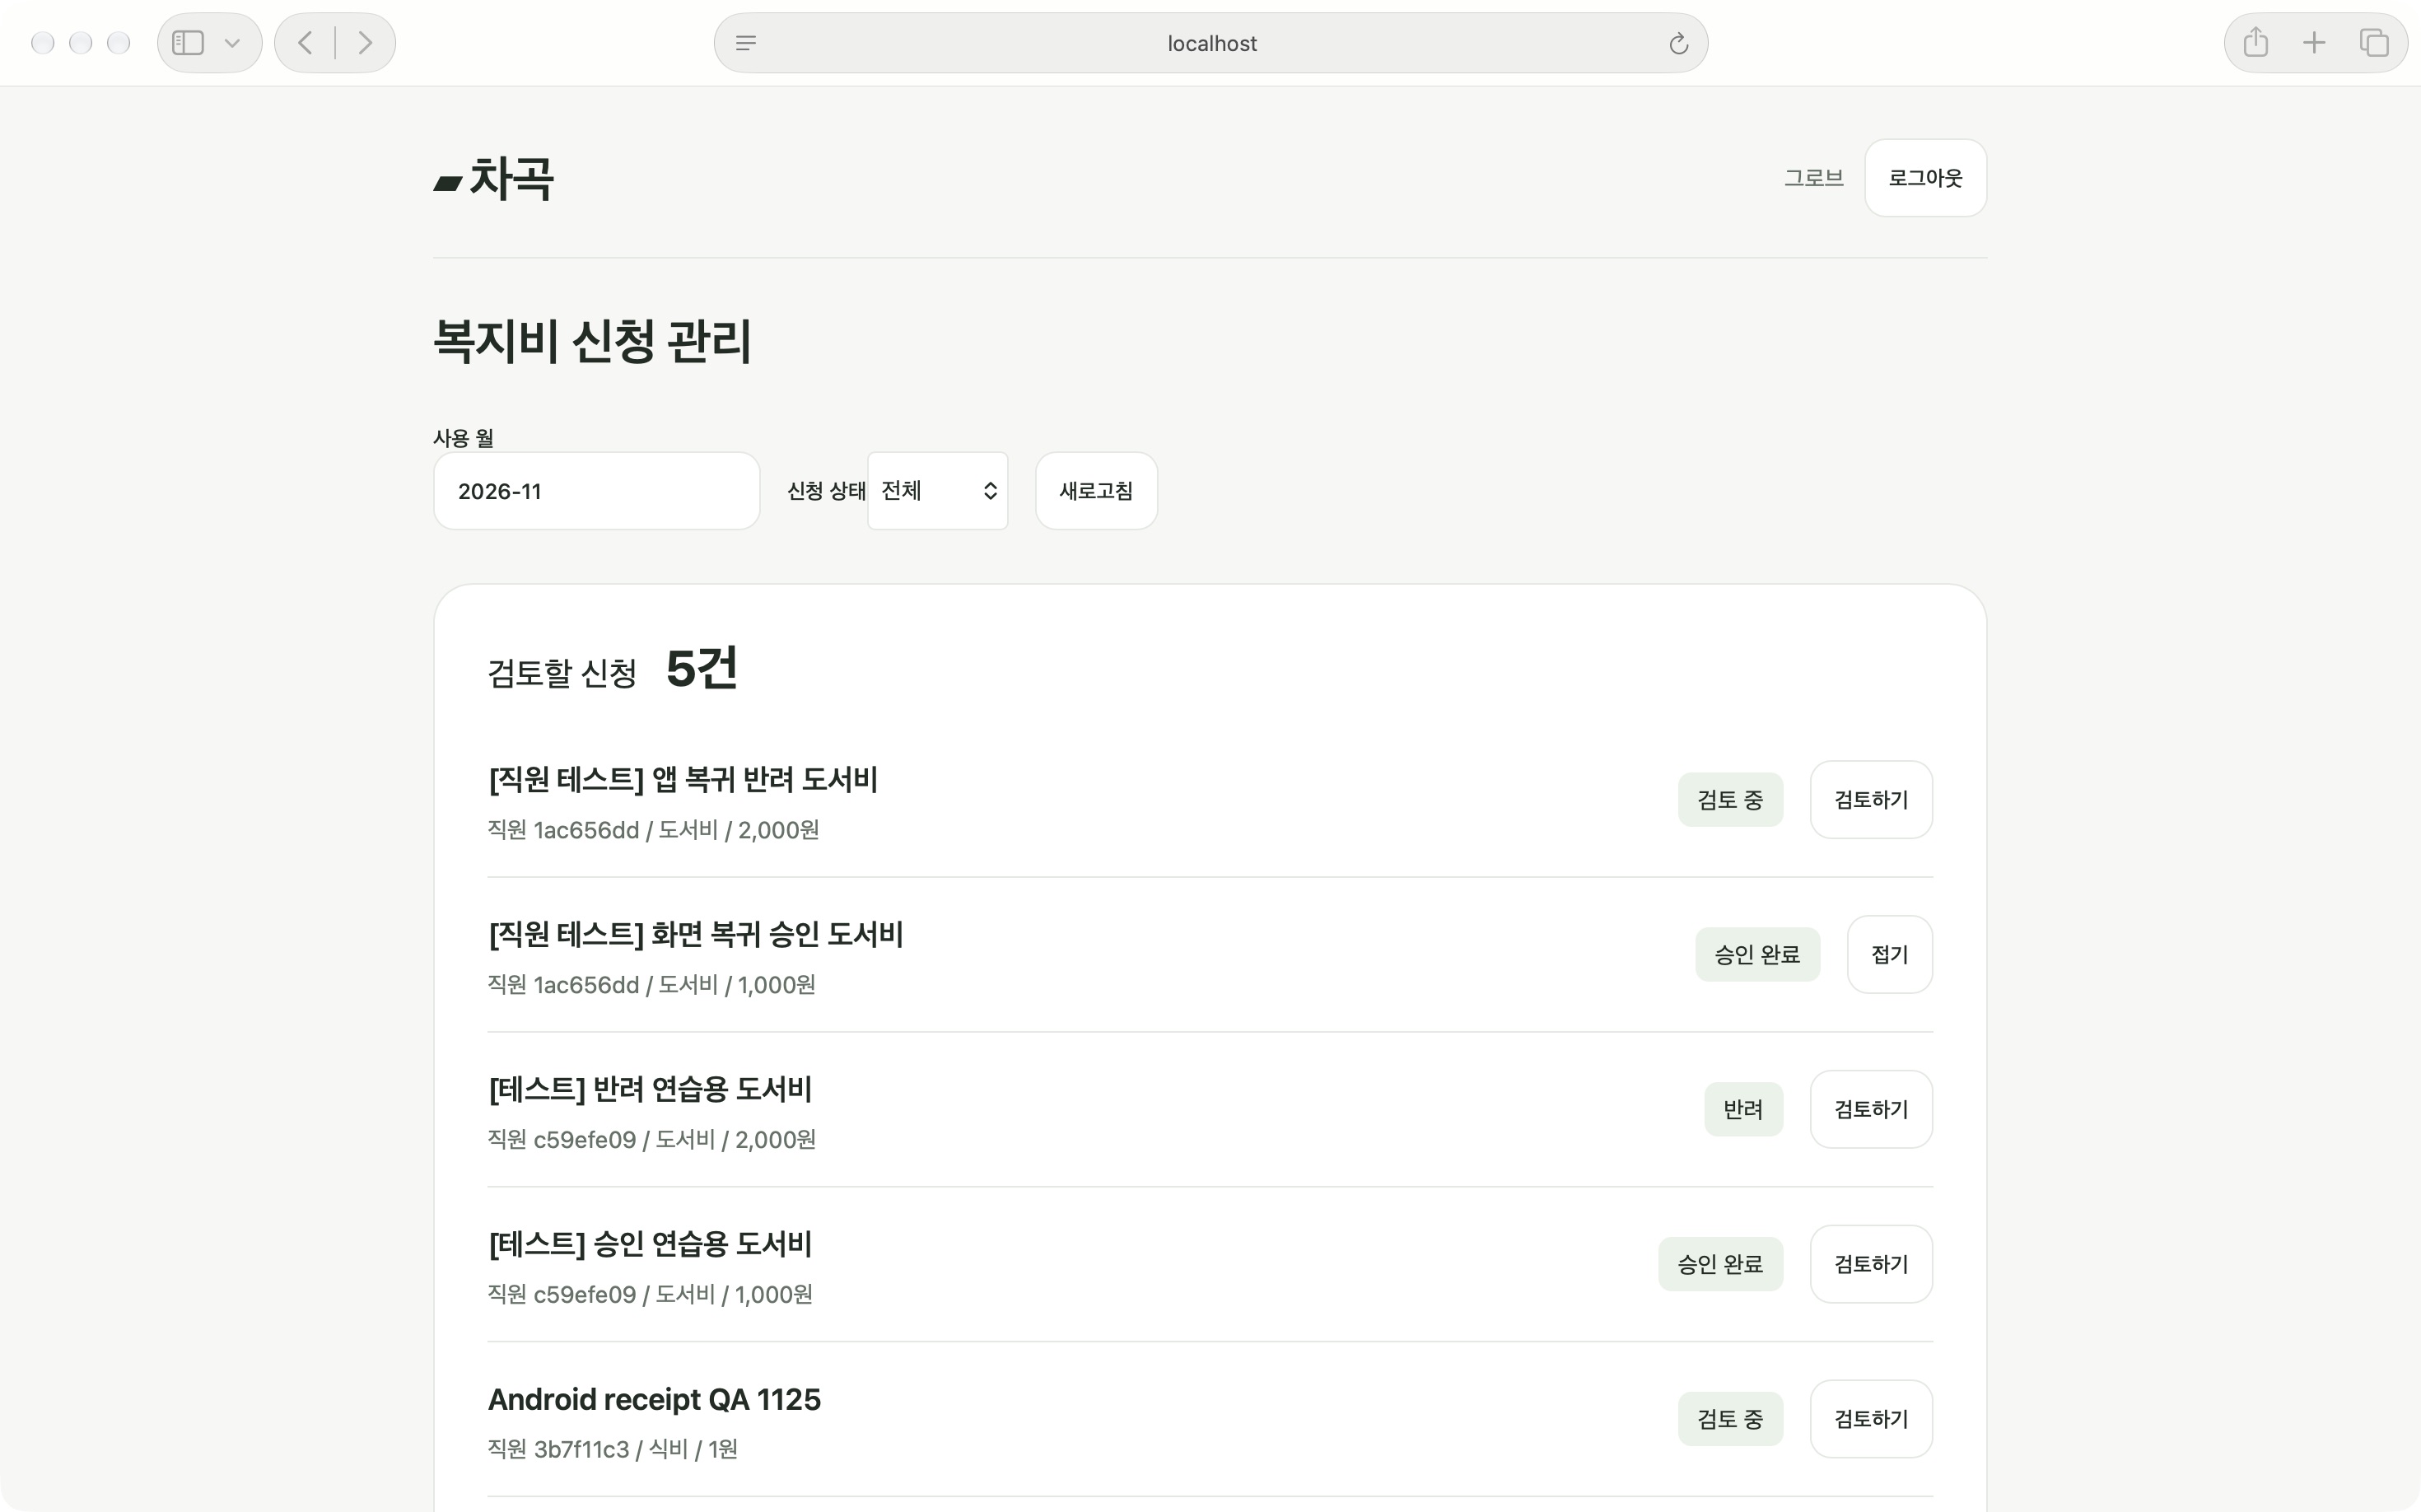 localhost
차곡
그로브
로그아웃
복지비 신청 관리
사용 월
2026-11
신청 상태
전체
새로고침
검토할 신청 5건
[직원 테스트] 앱 복귀 반려 도서비
직원 1ac656dd / 도서비 / 2,000원
검토 중
검토하기
[직원 테스트] 화면 복귀 승인 도서비
직원 1ac656dd / 도서비 / 1,000원
승인 완료
접기
[테스트] 반려 연습용 도서비
직원 c59efe09 / 도서비 / 2,000원
반려
검토하기
[테스트] 승인 연습용 도서비
직원 c59efe09 / 도서비 / 1,000원
승인 완료
검토하기
Android receipt QA 1125
직원 3b7f11c3 / 식비 / 1원
검토 중
검토하기